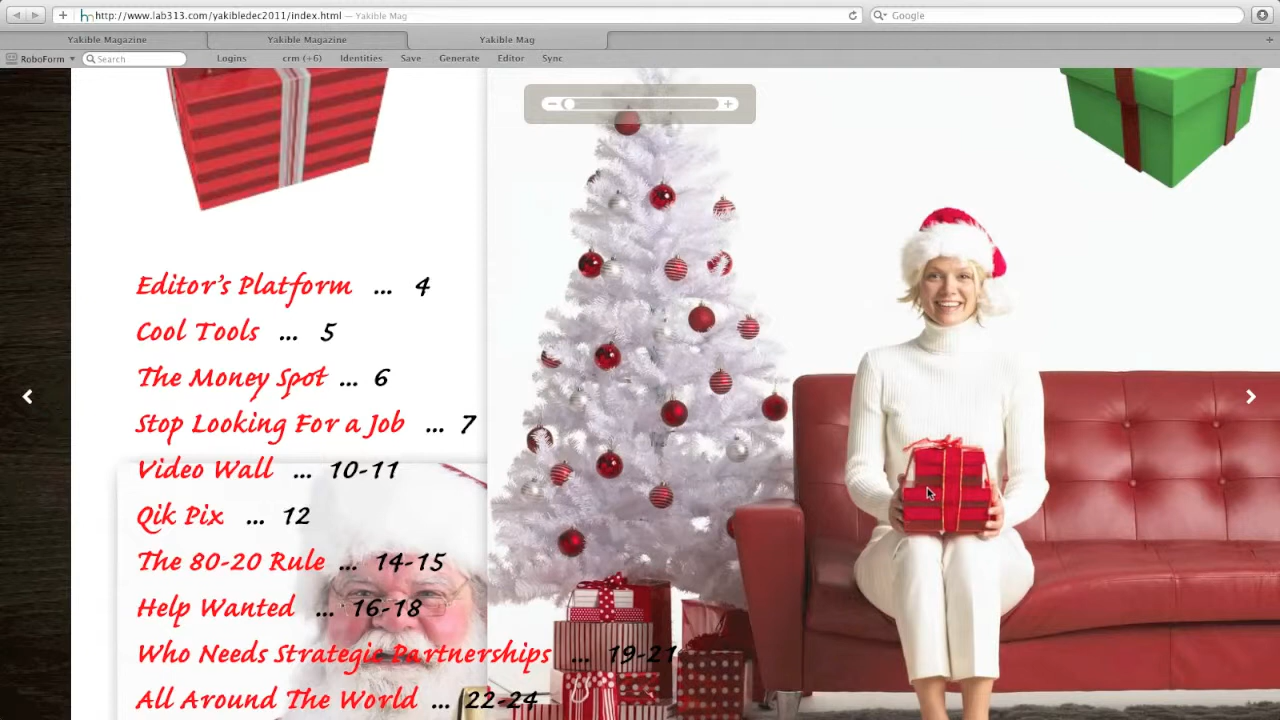 http://www.lab313.com/yakibledec2011/index.html — Yakible Mag
Google
Yakible Magazine
Yakible Magazine
Yakible Mag
RoboForm
Search
Logins
crm (+6)
Identities
Save
Generate
Editor
Sync
Editor's Platform ... 4
Cool Tools ... 5
The Money Spot ... 6
Stop Looking For a Job ... 7
Video Wall ... 10-11
Qik Pix ... 12
The 80-20 Rule ... 14-15
Help Wanted ... 16-18
Who Needs Strategic Partnerships ... 19-21
All Around The World ... 22-24